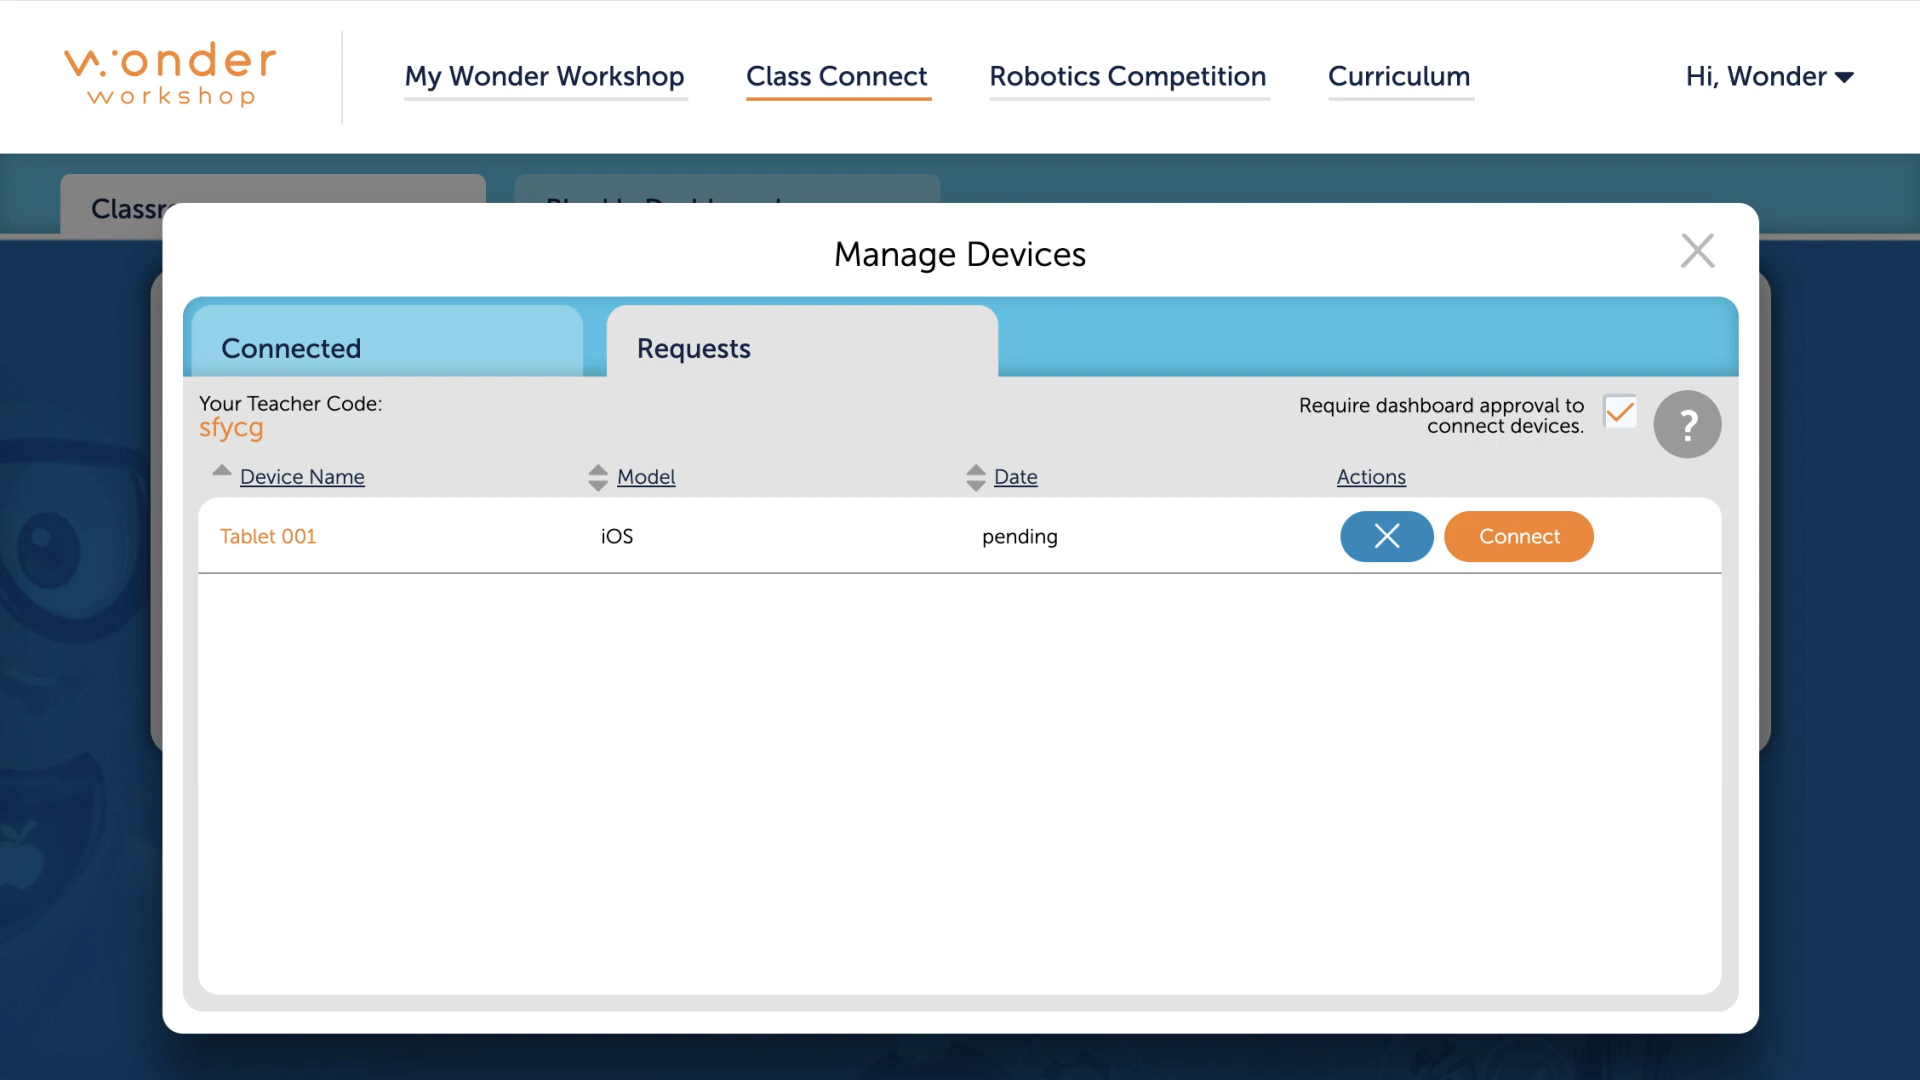 wonder
workshop
My Wonder Workshop
Class Connect
Robotics Competition
Curriculum
Hi, Wonder
Manage Devices
Connected
Requests
Your Teacher Code:
sfycg
Require dashboard approval to
connect devices.
?
Device Name
Model
Date
Actions
Tablet 001
iOS
pending
Connect